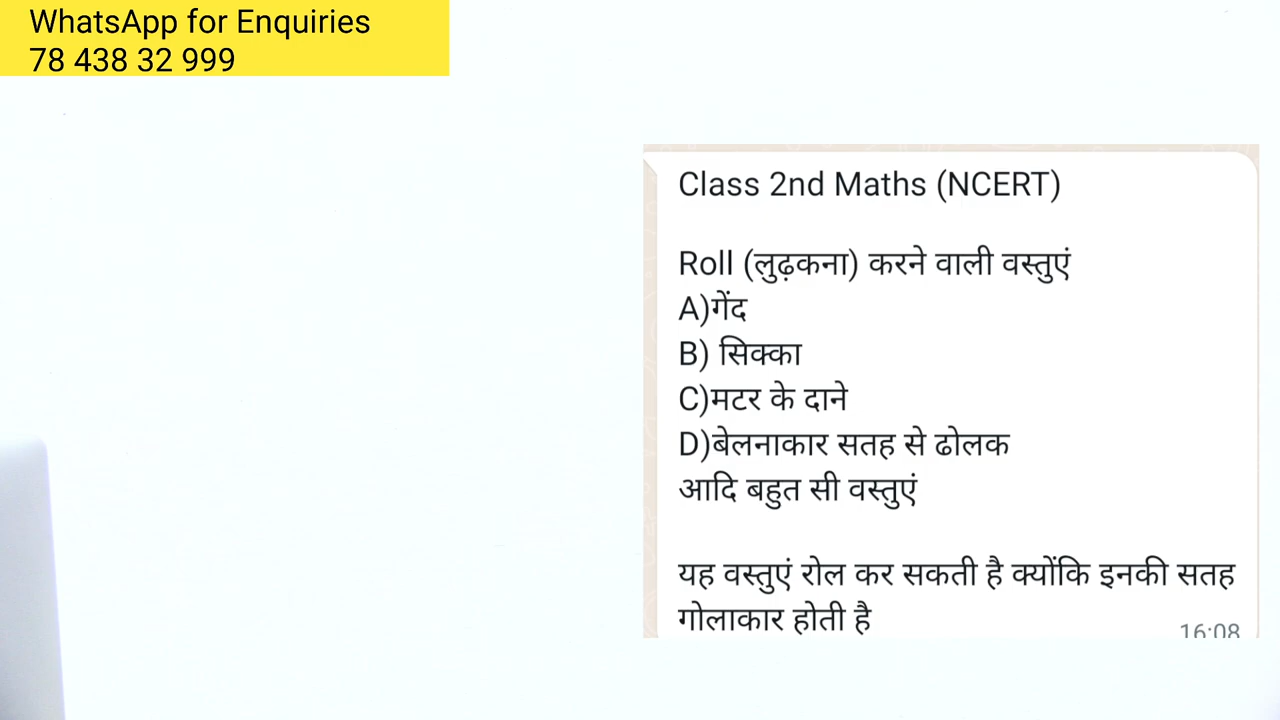 WhatsApp for Enquiries
78 438 32 999
Class 2nd Maths (NCERT)
Roll (लुढ़कना) करने वाली वस्तुएं
A)गेंद
B) सिक्का
C)मटर के दाने
D)बेलनाकार सतह से ढोलक
आदि बहुत सी वस्तुएं
यह वस्तुएं रोल कर सकती है क्योंकि इनकी सतह
गोलाकार होती है
16:08